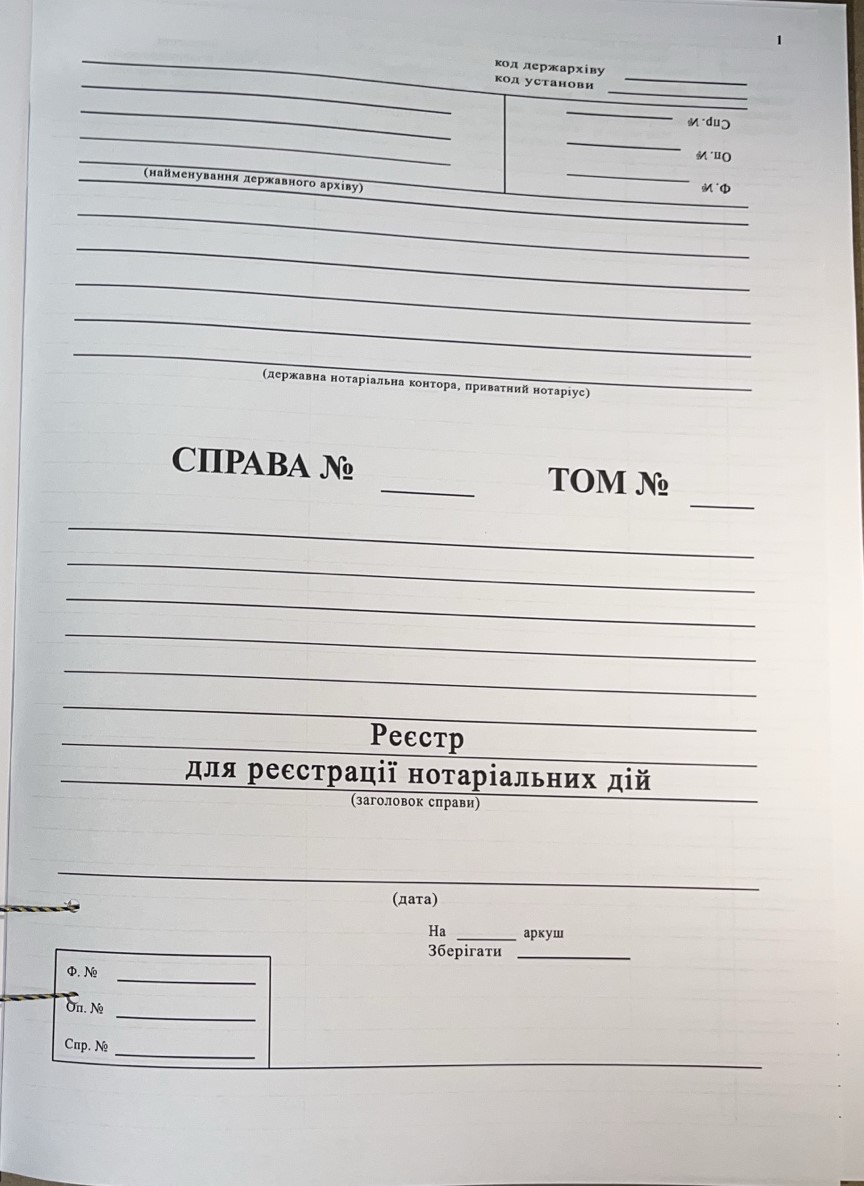 1
код держархіву
код установи
Спр. №
Оп. №
Ф. №
(найменування державного архіву)
(державна нотаріальна контора, приватний нотаріус)
СПРАВА № ТОМ №
Реєстр
для реєстрації нотаріальних дій
(заголовок справи)
(дата)
На аркуш
Зберігати
Ф. №
Оп. №
Спр. №